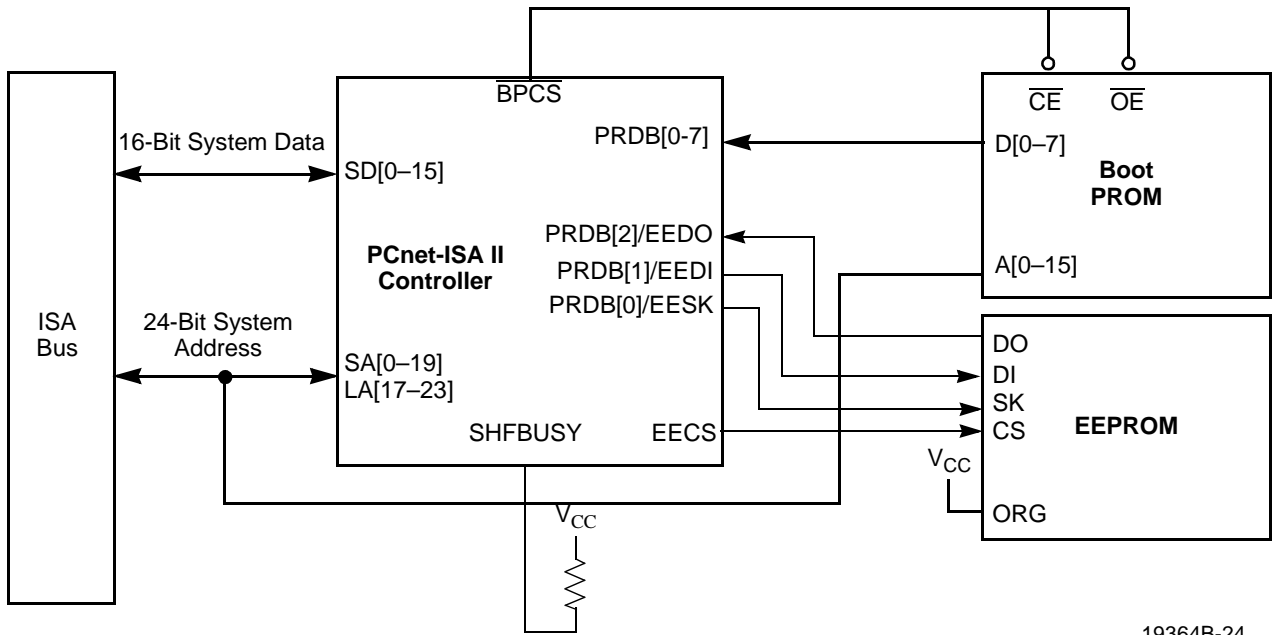 ISA
Bus
16-Bit System Data
24-Bit System
Address
BPCS
PRDB[0-7]
SD[0–15]
PCnet-ISA II
Controller
PRDB[2]/EEDO
PRDB[1]/EEDI
PRDB[0]/EESK
SA[0–19]
LA[17–23]
SHFBUSY
EECS
VCC
CE
OE
D[0–7]
Boot
PROM
A[0–15]
DO
DI
SK
CS
EEPROM
VCC
ORG
19364B-24